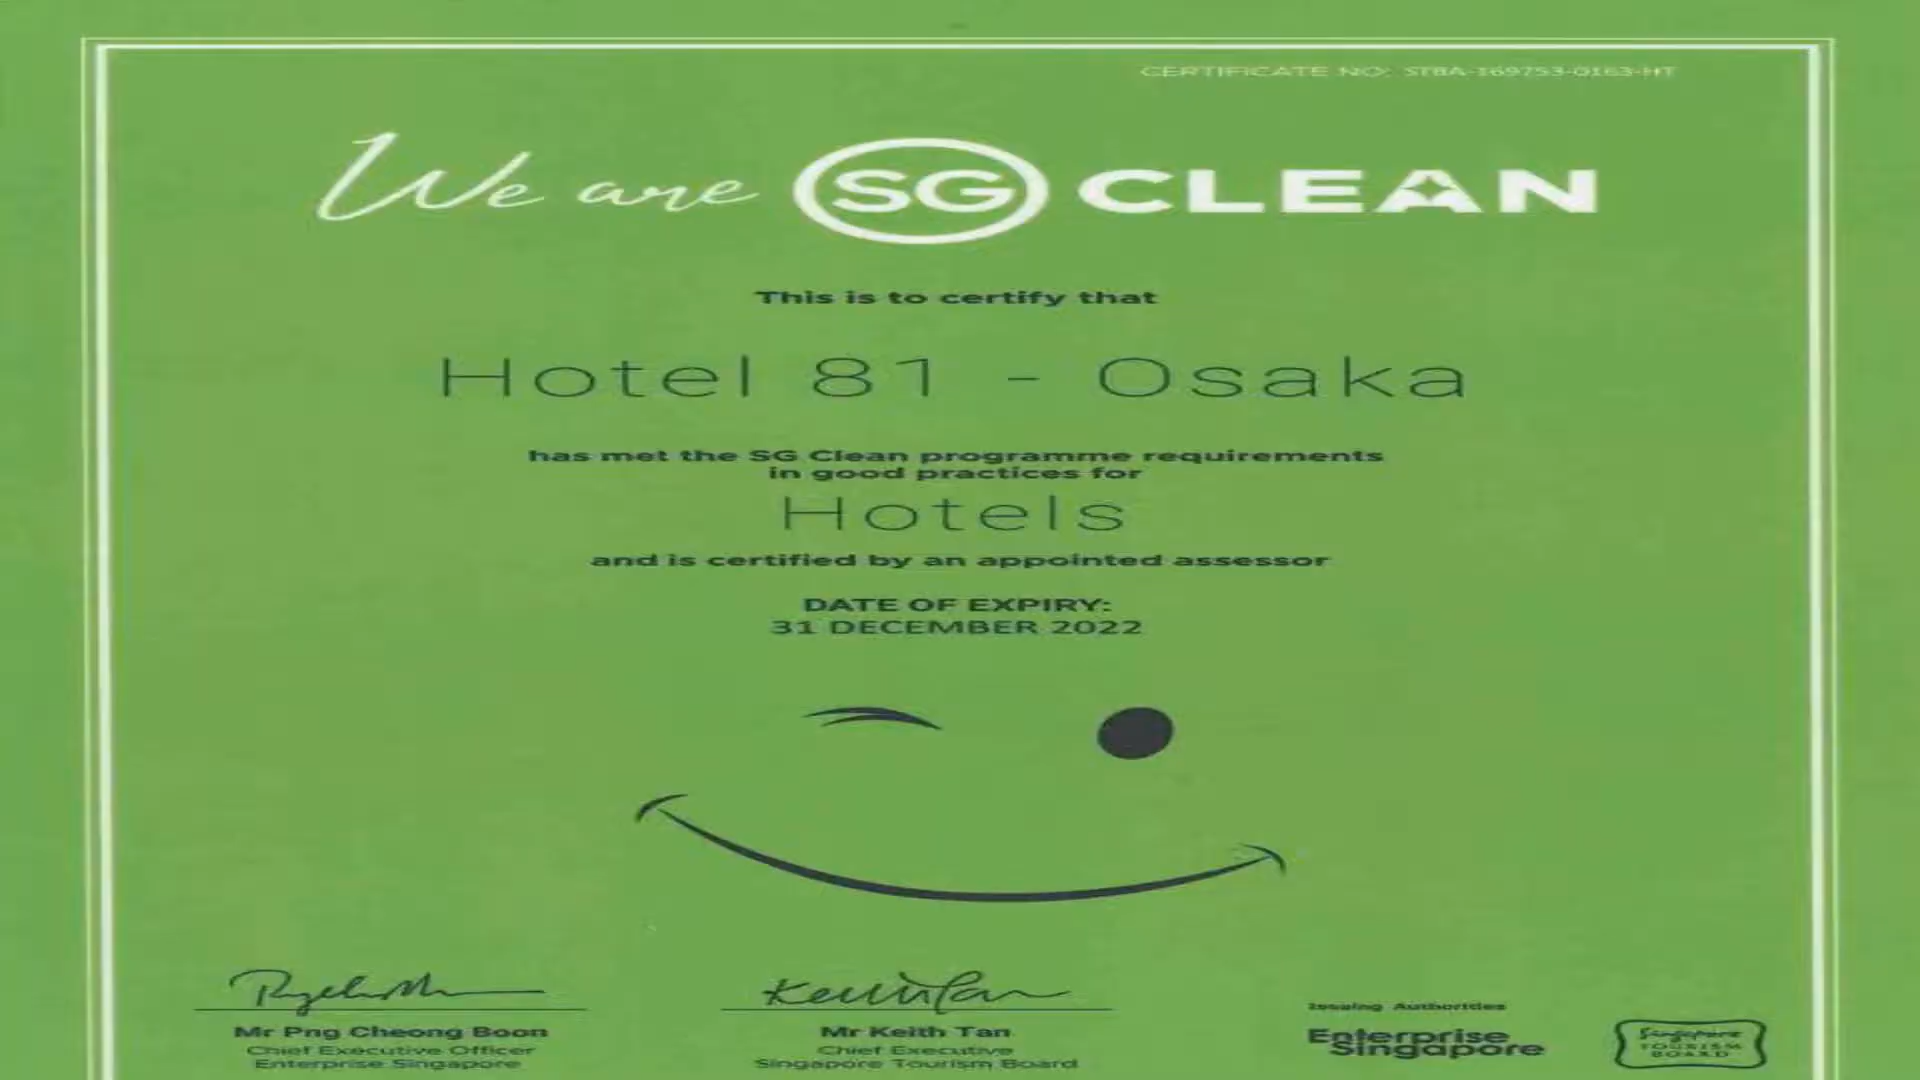 CERTIFICATE NO: STBA-169753-0163-HT
We are SG CLEAN
This is to certify that
Hotel 81 - Osaka
has met the SG Clean programme requirements
in good practices for
Hotels
and is certified by an appointed assessor
DATE OF EXPIRY:
31 DECEMBER 2022
Mr Png Cheong Boon
Chief Executive Officer
Enterprise Singapore
Mr Keith Tan
Chief Executive
Singapore Tourism Board
Issuing Authorities
Enterprise
Singapore
Singapore
TOURISM
BOARD